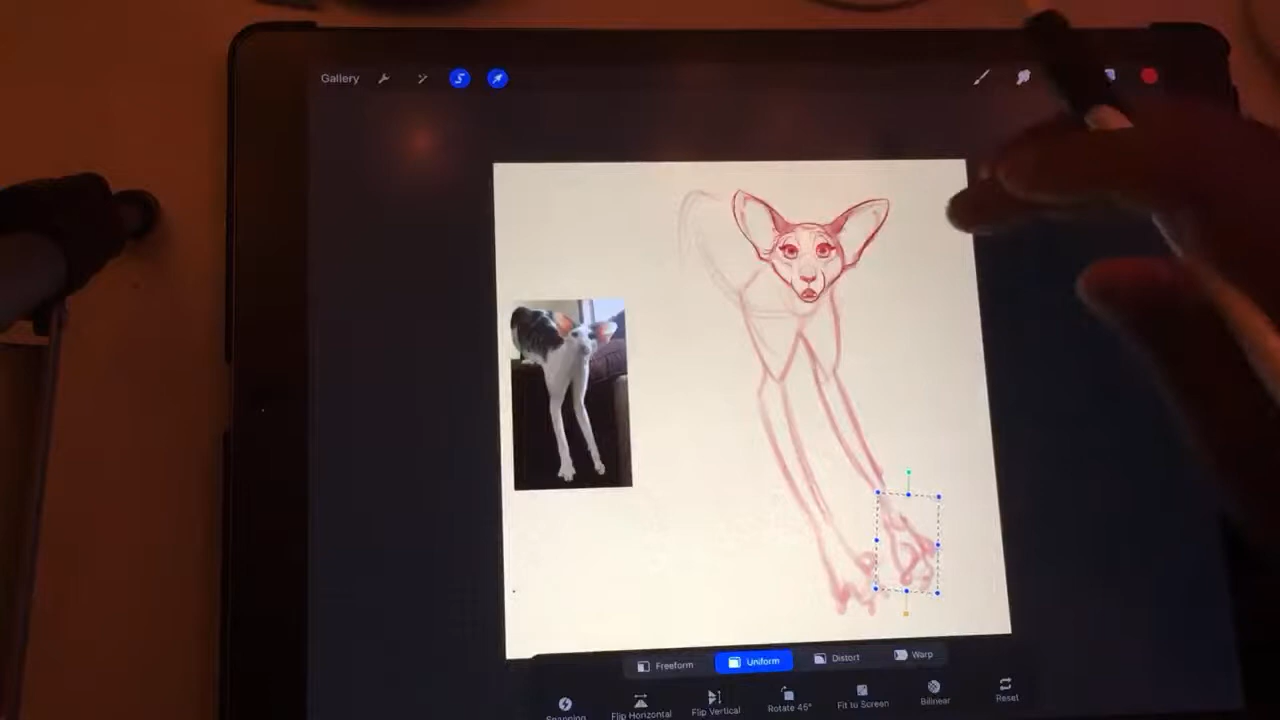 Gallery
Freeform
Uniform
Distort
Warp
Snapping
Flip Horizontal
Flip Vertical
Rotate 45°
Fit to Screen
Bilinear
Reset